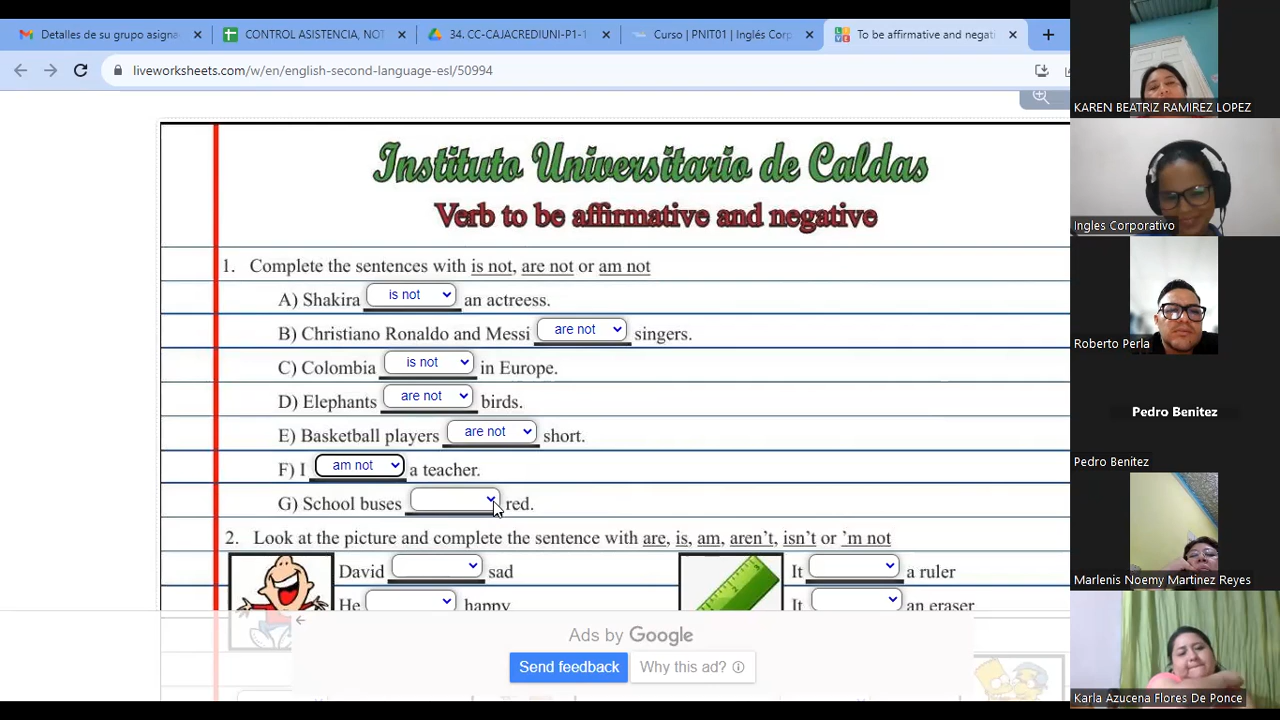 Detalles de su grupo asigna
CONTROL ASISTENCIA, NOT
34. CC-CAJACREDIUNI-P1-1
Curso | PNIT01 | Inglés Corp
To be affirmative and negati
liveworksheets.com/w/en/english-second-language-esl/50994
Instituto Universitario de Caldas
Verb to be affirmative and negative
1. Complete the sentences with is not, are not or am not
A) Shakira is not an actreess.
B) Christiano Ronaldo and Messi are not singers.
C) Colombia is not in Europe.
D) Elephants are not birds.
E) Basketball players are not short.
F) I am not a teacher.
G) School buses red.
2. Look at the picture and complete the sentence with are, is, am, aren't, isn't or 'm not
David sad
He happy
It a ruler
It an eraser
Ads by Google
Send feedback
Why this ad?
KAREN BEATRIZ RAMIREZ LOPEZ
Ingles Corporativo
Roberto Perla
Pedro Benitez
Pedro Benitez
Marlenis Noemy Martinez Reyes
Karla Azucena Flores De Ponce